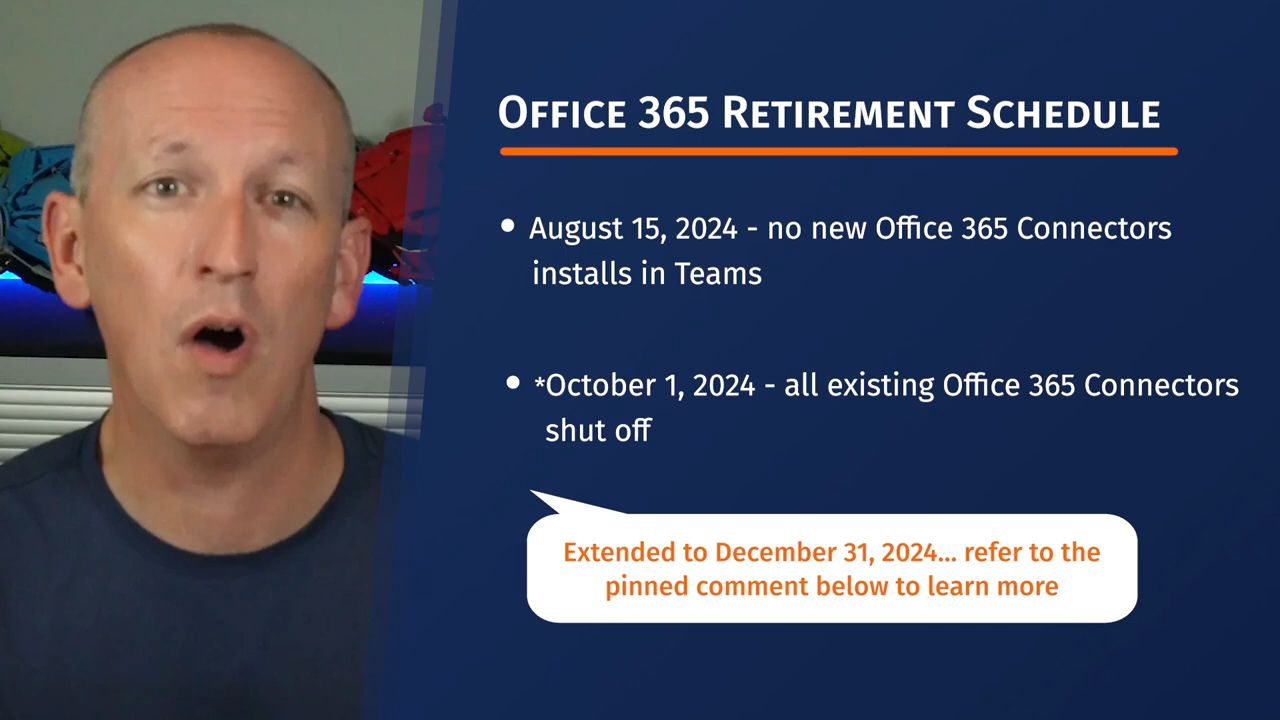 Office 365 Retirement Schedule
• August 15, 2024 - no new Office 365 Connectors
installs in Teams
• *October 1, 2024 - all existing Office 365 Connectors
shut off
Extended to December 31, 2024... refer to the
pinned comment below to learn more